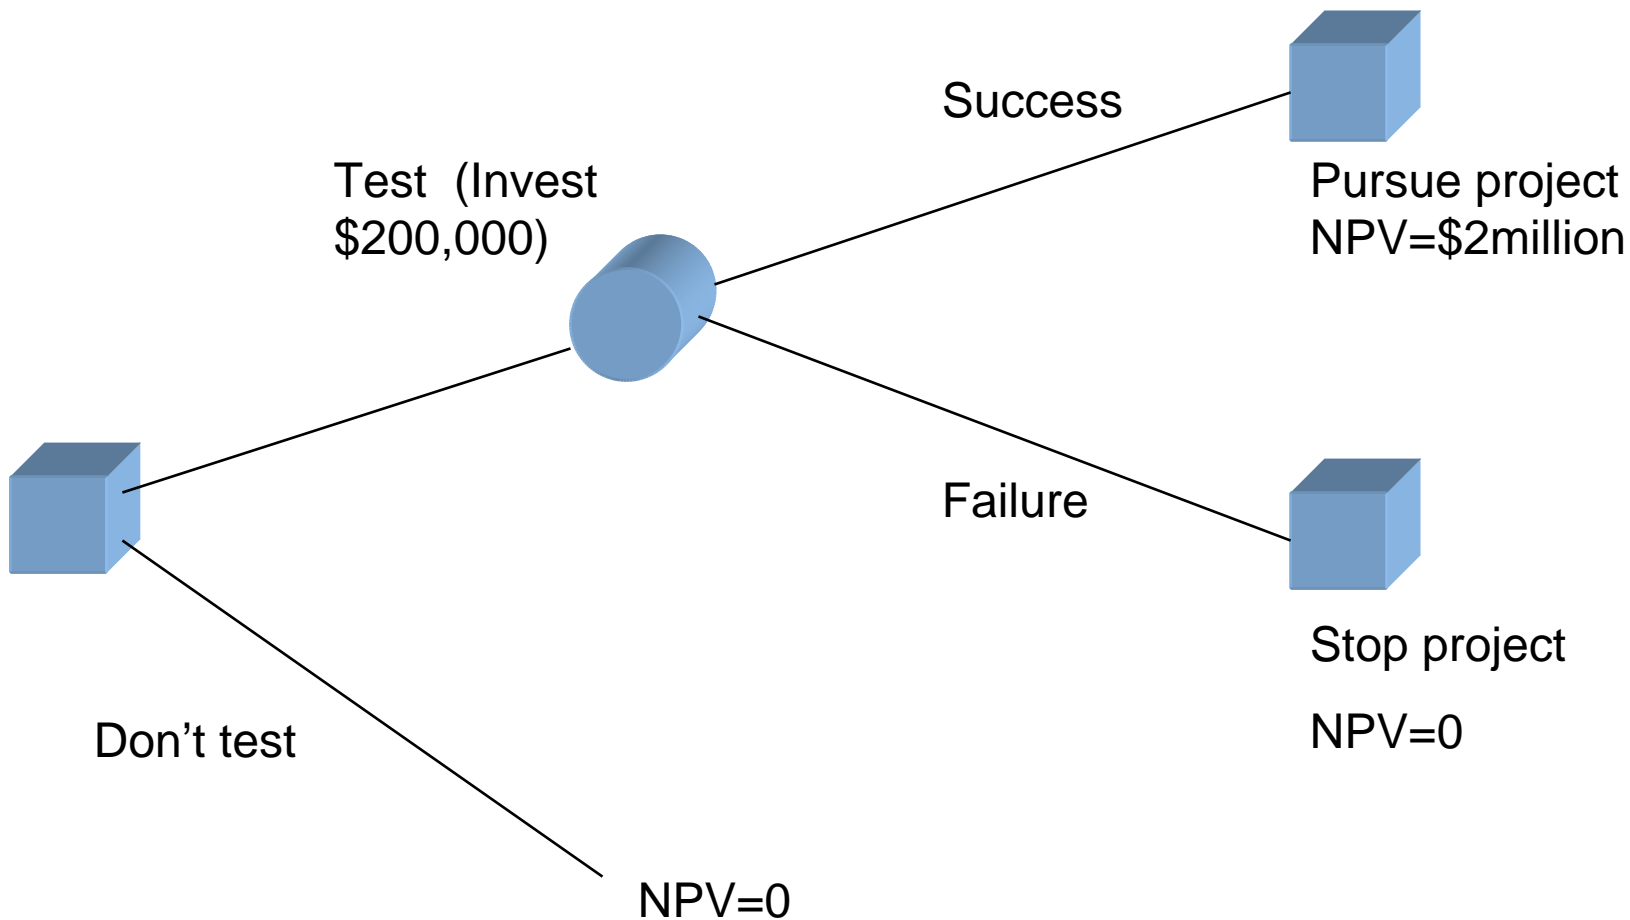 Success
Test  (Invest
$200,000)
Pursue project
NPV=$2million
Failure
Stop project
NPV=0
Don’t test
NPV=0